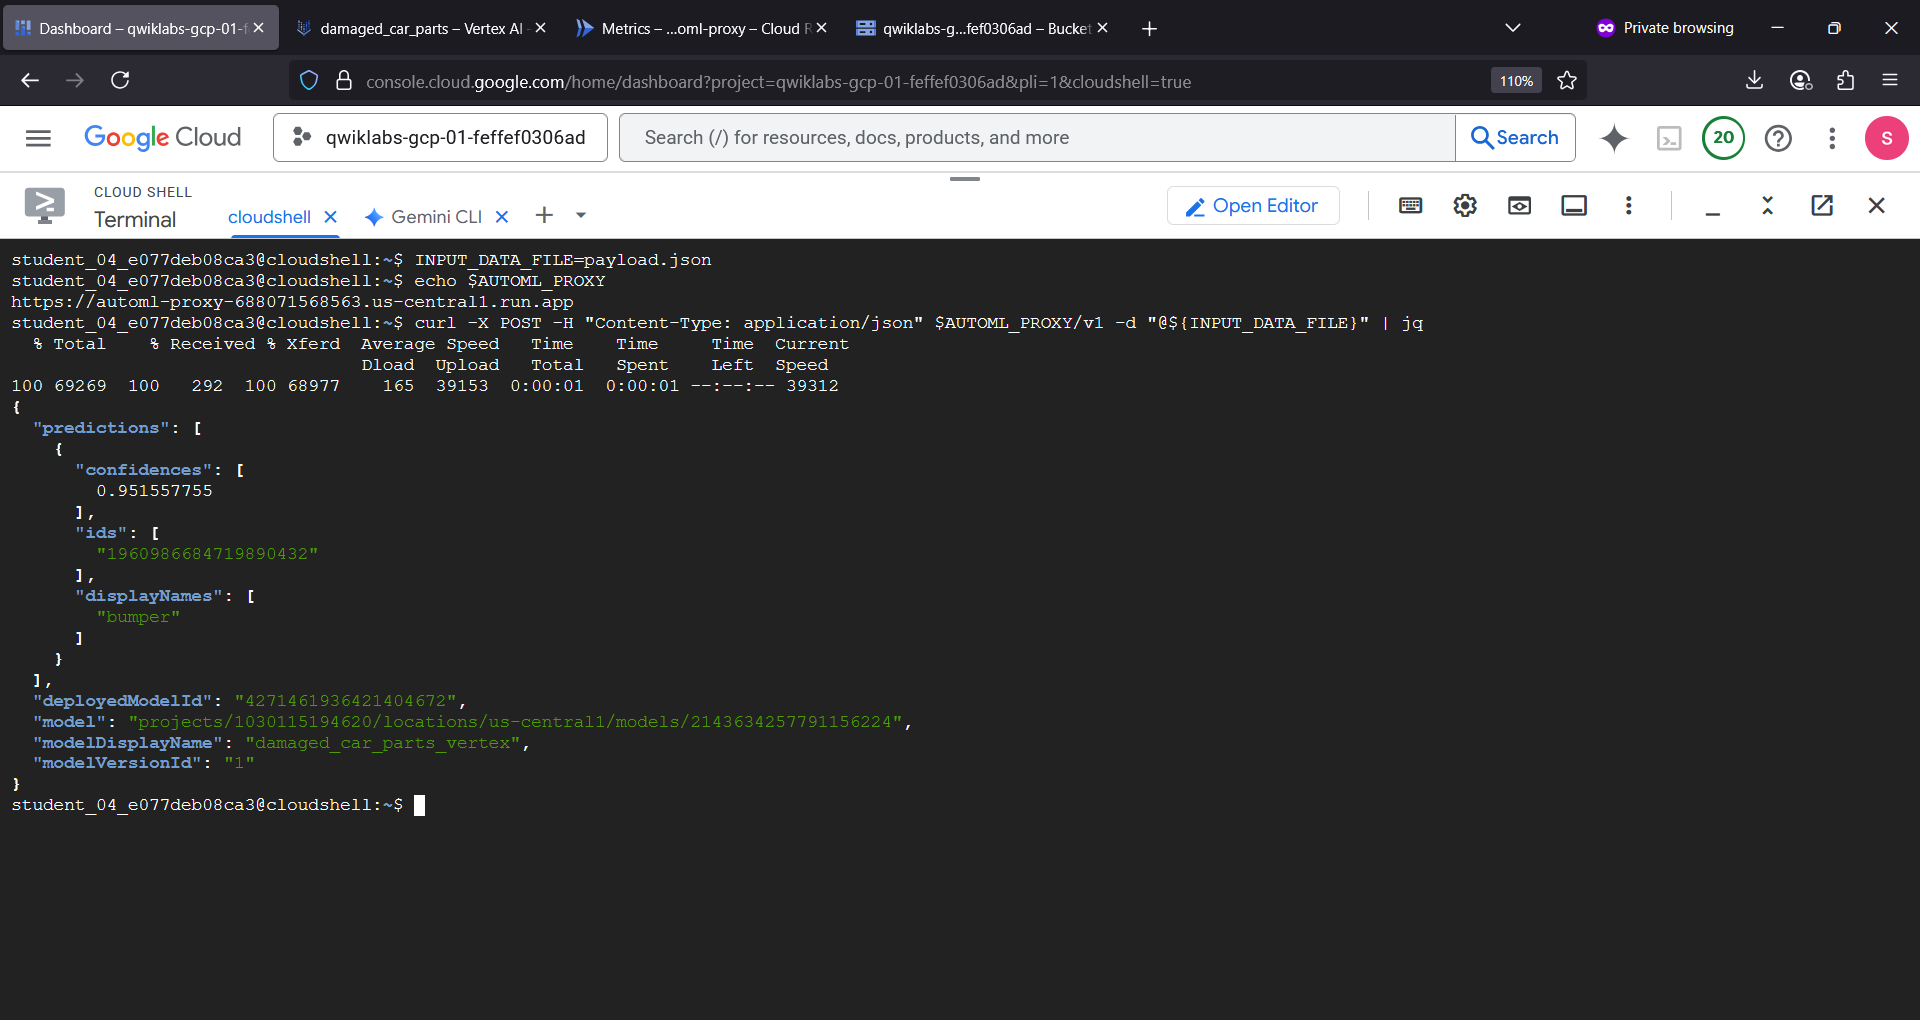 Dashboard – qwiklabs-gcp-01-f
damaged_car_parts – Vertex AI
Metrics – ...oml-proxy – Cloud R
qwiklabs-g...fef0306ad – Bucket
Private browsing
console.cloud.google.com/home/dashboard?project=qwiklabs-gcp-01-feffef0306ad&pli=1&cloudshell=true
110%
Google Cloud
qwiklabs-gcp-01-feffef0306ad
Search (/) for resources, docs, products, and more
Search
20
S
CLOUD SHELL
Terminal
cloudshell
Gemini CLI
Open Editor
student_04_e077deb08ca3@cloudshell:~$ INPUT_DATA_FILE=payload.json
student_04_e077deb08ca3@cloudshell:~$ echo $AUTOML_PROXY
https://automl-proxy-688071568563.us-central1.run.app
student_04_e077deb08ca3@cloudshell:~$ curl -X POST -H "Content-Type: application/json" $AUTOML_PROXY/v1 -d "@${INPUT_DATA_FILE}" | jq
% Total    % Received % Xferd  Average Speed   Time    Time     Time  Current
Dload  Upload   Total   Spent    Left  Speed
100 69269  100   292  100 68977    165  39153  0:00:01  0:00:01 --:--:-- 39312
{
"predictions": [
{
"confidences": [
0.951557755
],
"ids": [
"1960986684719890432"
],
"displayNames": [
"bumper"
]
}
],
"deployedModelId": "4271461936421404672",
"model": "projects/1030115194620/locations/us-central1/models/2143634257791156224",
"modelDisplayName": "damaged_car_parts_vertex",
"modelVersionId": "1"
}
student_04_e077deb08ca3@cloudshell:~$